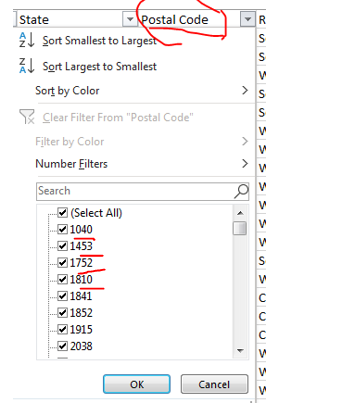 State Postal Code R
Sort Smallest to Largest S
Sort Largest to Smallest
Sort by Color
Clear Filter From "Postal Code"
Filter by Color
Number Filters
Search
(Select All)
1040
1453
1752
1810
1841
1852
1915
2038
OK Cancel